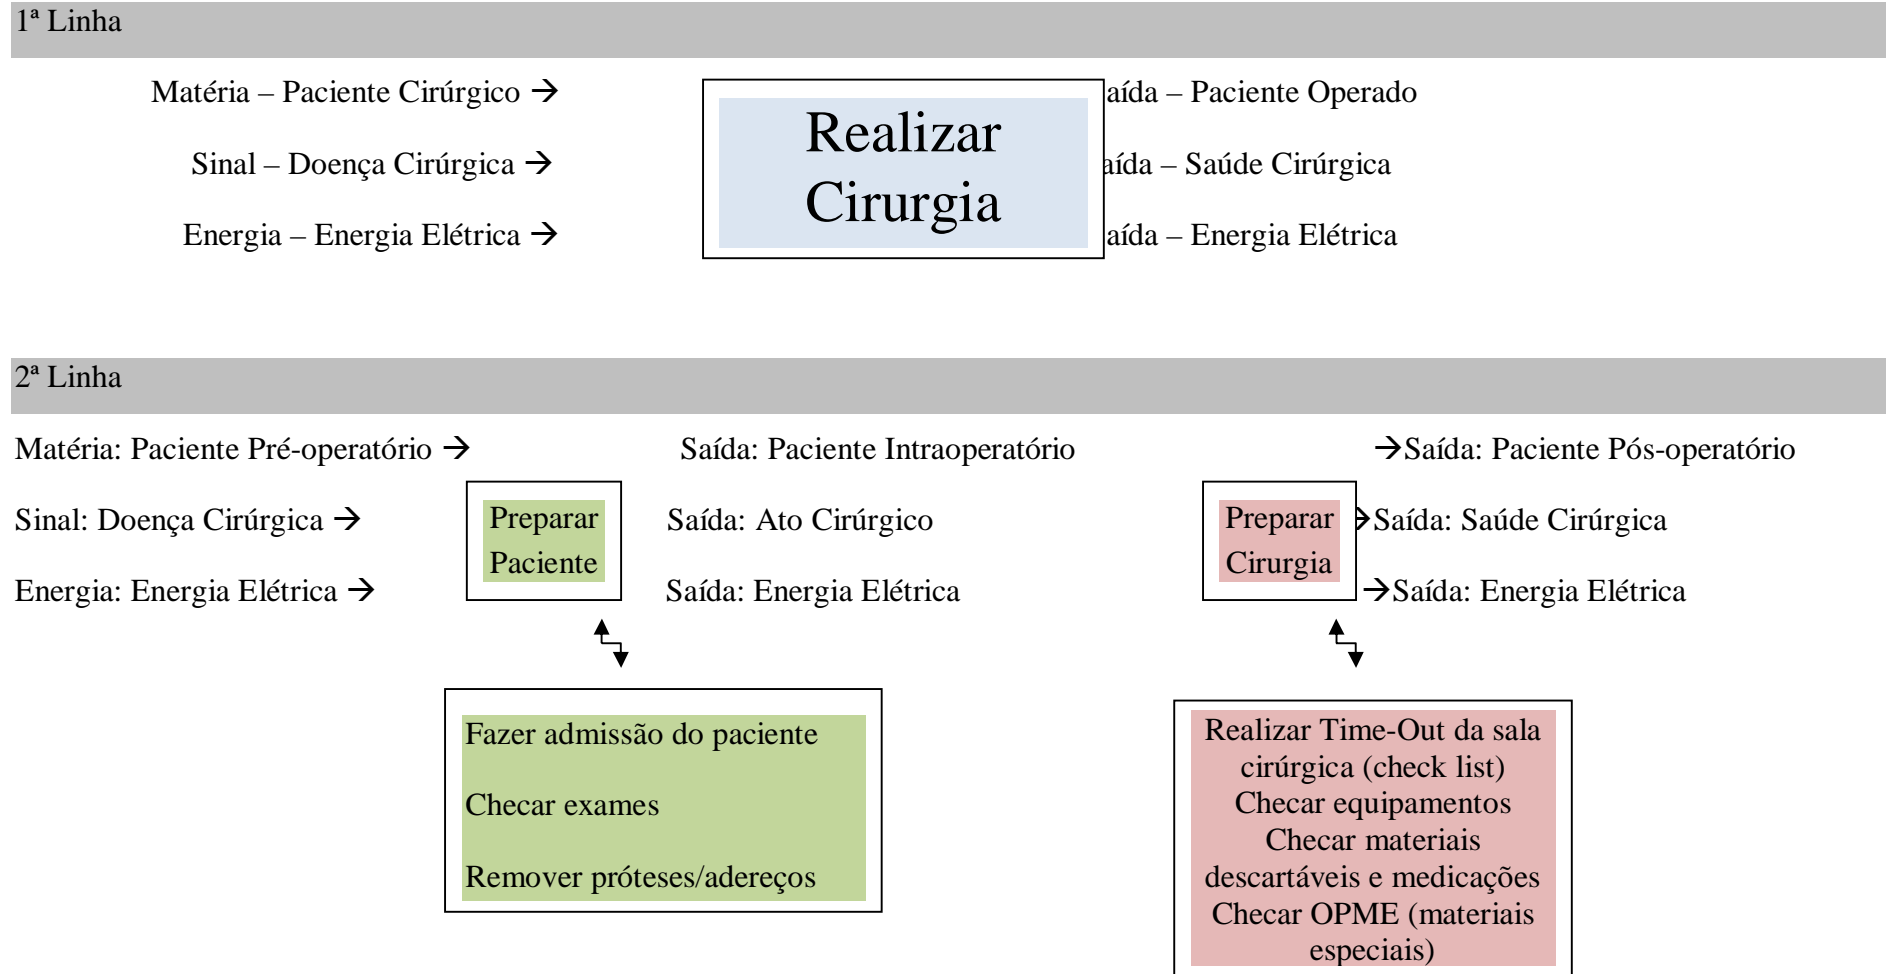 1ª Linha
Matéria – Paciente Cirúrgico → aída – Paciente Operado
Realizar
Sinal – Doença Cirúrgica → aída – Saúde Cirúrgica
Cirurgia
Energia – Energia Elétrica → aída – Energia Elétrica
2ª Linha
Matéria: Paciente Pré-operatório → Saída: Paciente Intraoperatório →Saída: Paciente Pós-operatório
Sinal: Doença Cirúrgica → Preparar Saída: Ato Cirúrgico Preparar →Saída: Saúde Cirúrgica
Paciente Cirurgia
Energia: Energia Elétrica → Saída: Energia Elétrica →Saída: Energia Elétrica
Fazer admissão do paciente
Checar exames
Remover próteses/adereços
Realizar Time-Out da sala
cirúrgica (check list)
Checar equipamentos
Checar materiais
descartáveis e medicações
Checar OPME (materiais
especiais)